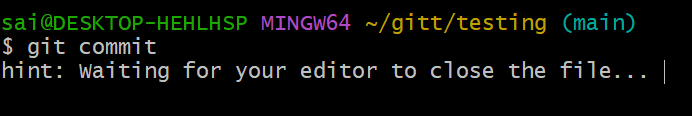 sai@DESKTOP-HEHLHSP MINGW64 ~/gitt/testing (main)
$ git commit
hint: Waiting for your editor to close the file...